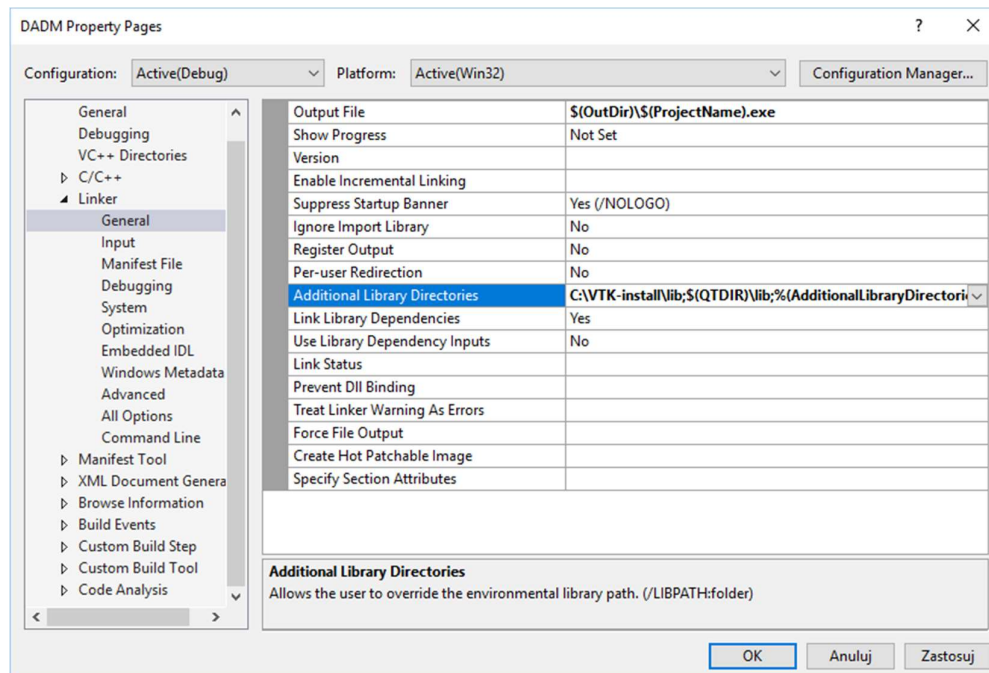 DADM Property Pages
?
Configuration: Active(Debug) Platform: Active(Win32) Configuration Manager...
General
Debugging
VC++ Directories
C/C++
Linker
General
Input
Manifest File
Debugging
System
Optimization
Embedded IDL
Windows Metadata
Advanced
All Options
Command Line
Manifest Tool
XML Document Genera
Browse Information
Build Events
Custom Build Step
Custom Build Tool
Code Analysis
Output File $(OutDir)\$(ProjectName).exe
Show Progress Not Set
Version
Enable Incremental Linking
Suppress Startup Banner Yes (/NOLOGO)
Ignore Import Library No
Register Output No
Per-user Redirection No
Additional Library Directories C:\VTK-install\lib;$(QTDIR)\lib;%(AdditionalLibraryDirectorie
Link Library Dependencies Yes
Use Library Dependency Inputs No
Link Status
Prevent Dll Binding
Treat Linker Warning As Errors
Force File Output
Create Hot Patchable Image
Specify Section Attributes
Additional Library Directories
Allows the user to override the environmental library path. (/LIBPATH:folder)
OK Anuluj Zastosuj